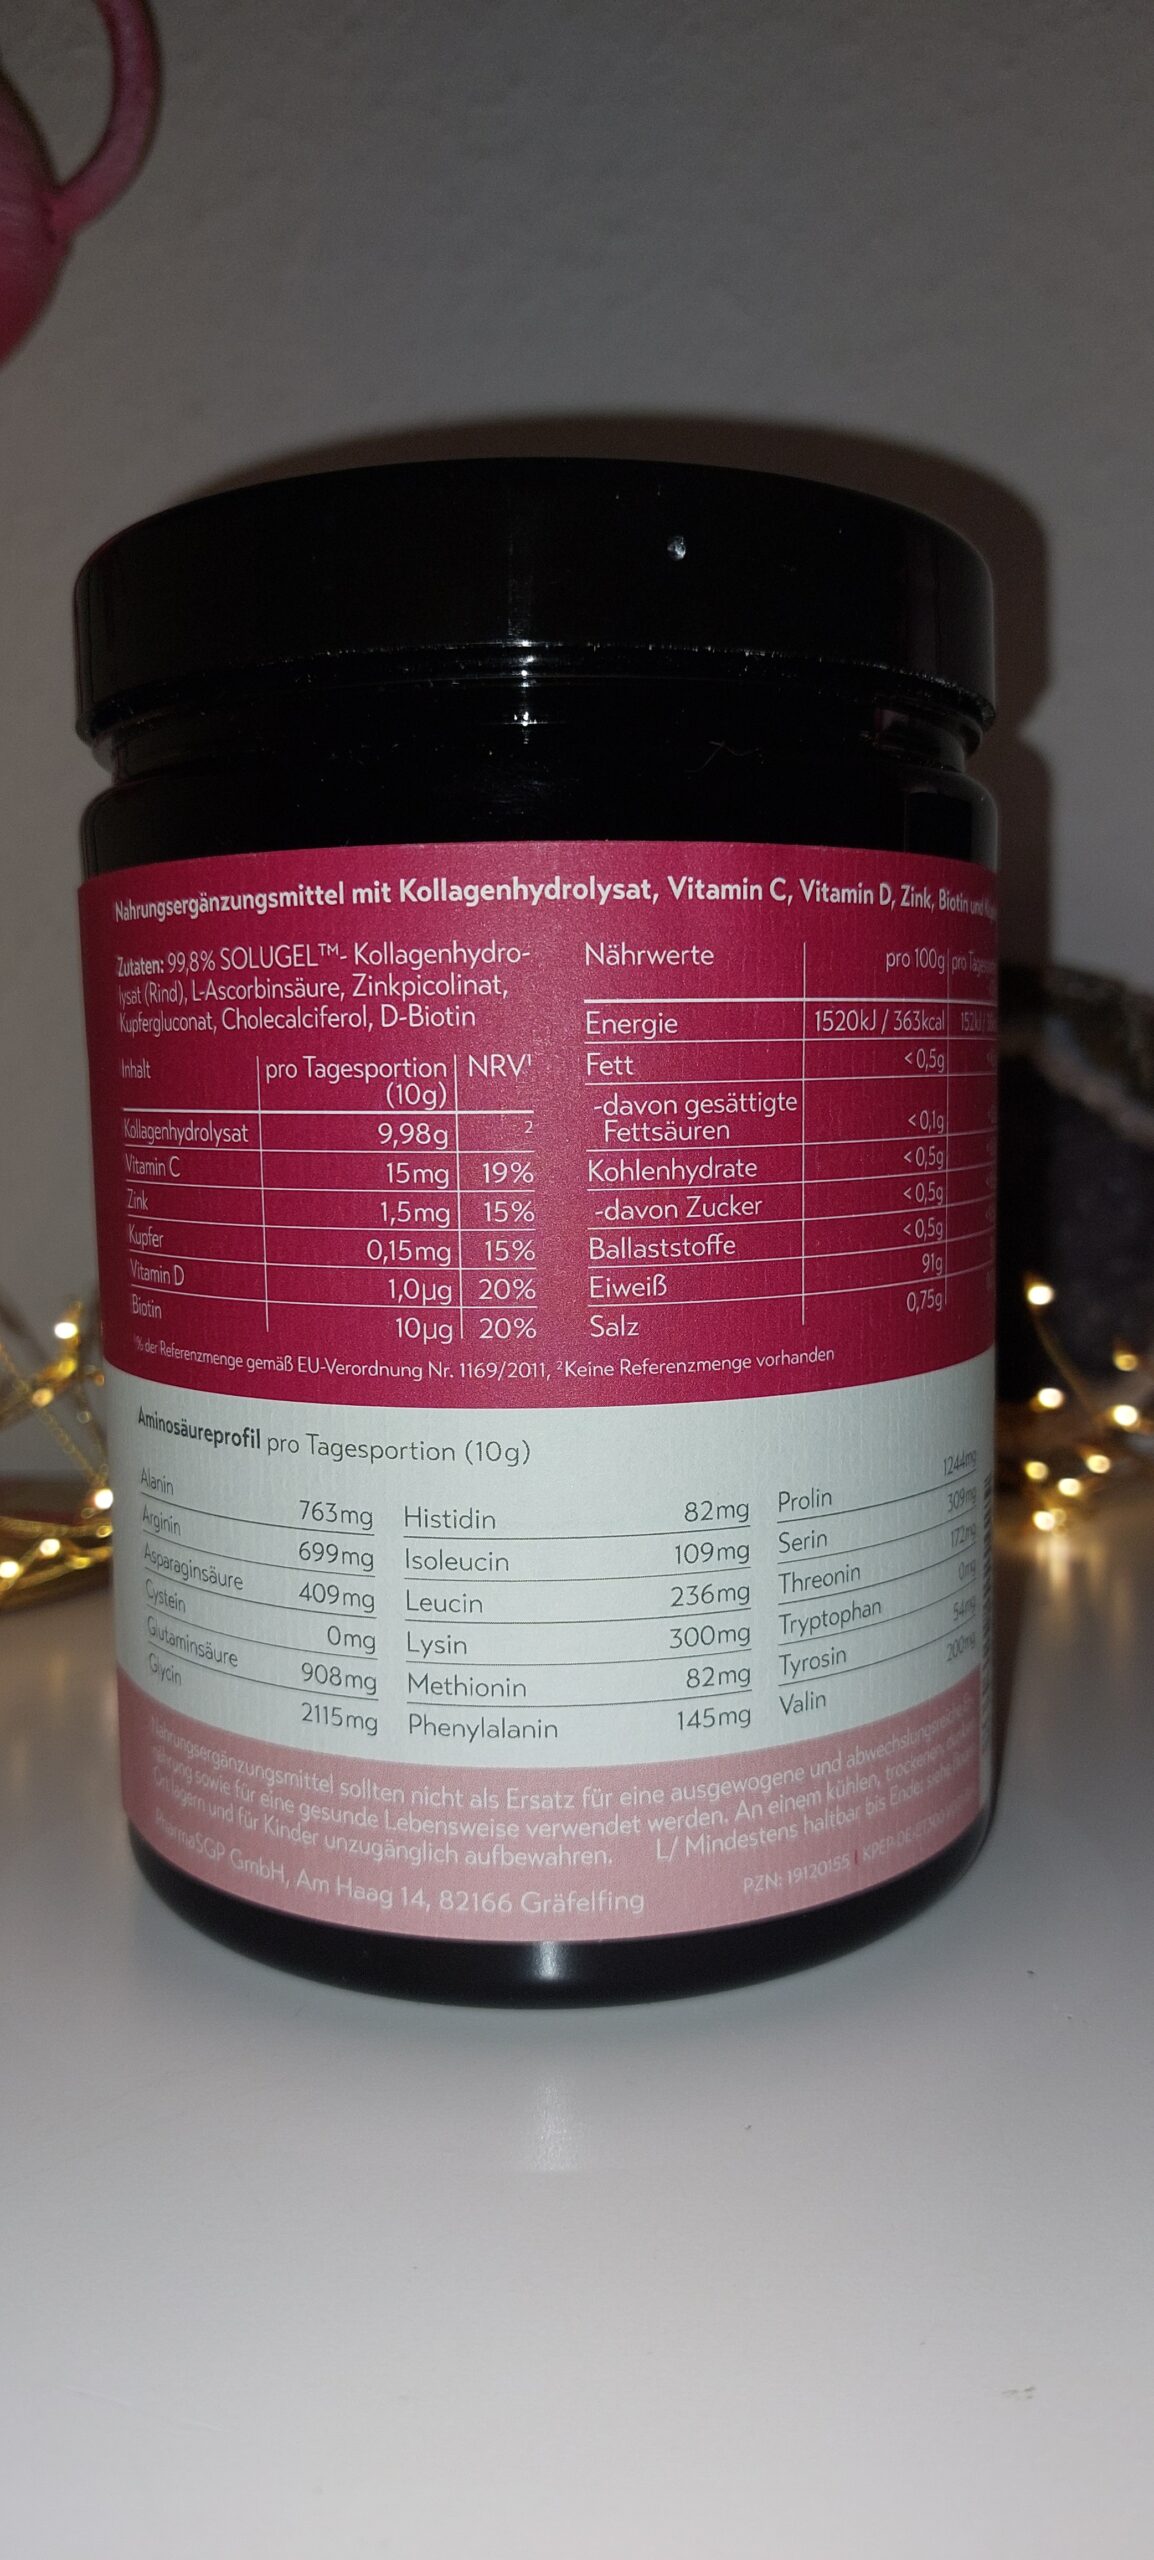 Nahrungsergänzungsmittel mit Kollagenhydrolysat, Vitamin C, Vitamin D, Zink, Biotin und
Zutaten: 99,8% SOLUGEL™- Kollagenhydro-
lysat (Rind), L-Ascorbinsäure, Zinkpicolinat,
Kupfergluconat, Cholecalciferol, D-Biotin
Inhalt pro Tagesportion (10g) NRV¹
Kollagenhydrolysat 9,98g ²
Vitamin C 15mg 19%
Zink 1,5mg 15%
Kupfer 0,15mg 15%
Vitamin D 1,0µg 20%
Biotin 10µg 20%
Nährwerte pro 100g pro
Energie 1520kJ / 363kcal
Fett <0,5g
-davon gesättigte
Fettsäuren <0,1g
Kohlenhydrate <0,5g
-davon Zucker <0,5g
Ballaststoffe <0,5g
Eiweiß 91g
Salz 0,75g
¹% der Referenzmenge gemäß EU-Verordnung Nr. 1169/2011, ²Keine Referenzmenge vorhanden
Aminosäureprofil pro Tagesportion (10g)
Alanin 763mg
Arginin 699mg
Asparaginsäure 409mg
Cystein 0mg
Glutaminsäure 908mg
Glycin 2115mg
Histidin 82mg
Isoleucin 109mg
Leucin 236mg
Lysin 300mg
Methionin 82mg
Phenylalanin 145mg
Prolin 1244mg
Serin 309mg
Threonin 172mg
Tryptophan 0mg
Tyrosin 54mg
Valin 200mg
Nahrungsergänzungsmittel sollten nicht als Ersatz für eine ausgewogene und abwechslungsreiche Er-
nährung sowie für eine gesunde Lebensweise verwendet werden. An einem kühlen, trockenen, dunklen
Ort lagern und für Kinder unzugänglich aufbewahren. L/ Mindestens haltbar bis Ende: siehe
PharmaSGP GmbH, Am Haag 14, 82166 Gräfelfing
PZN: 19120155 |